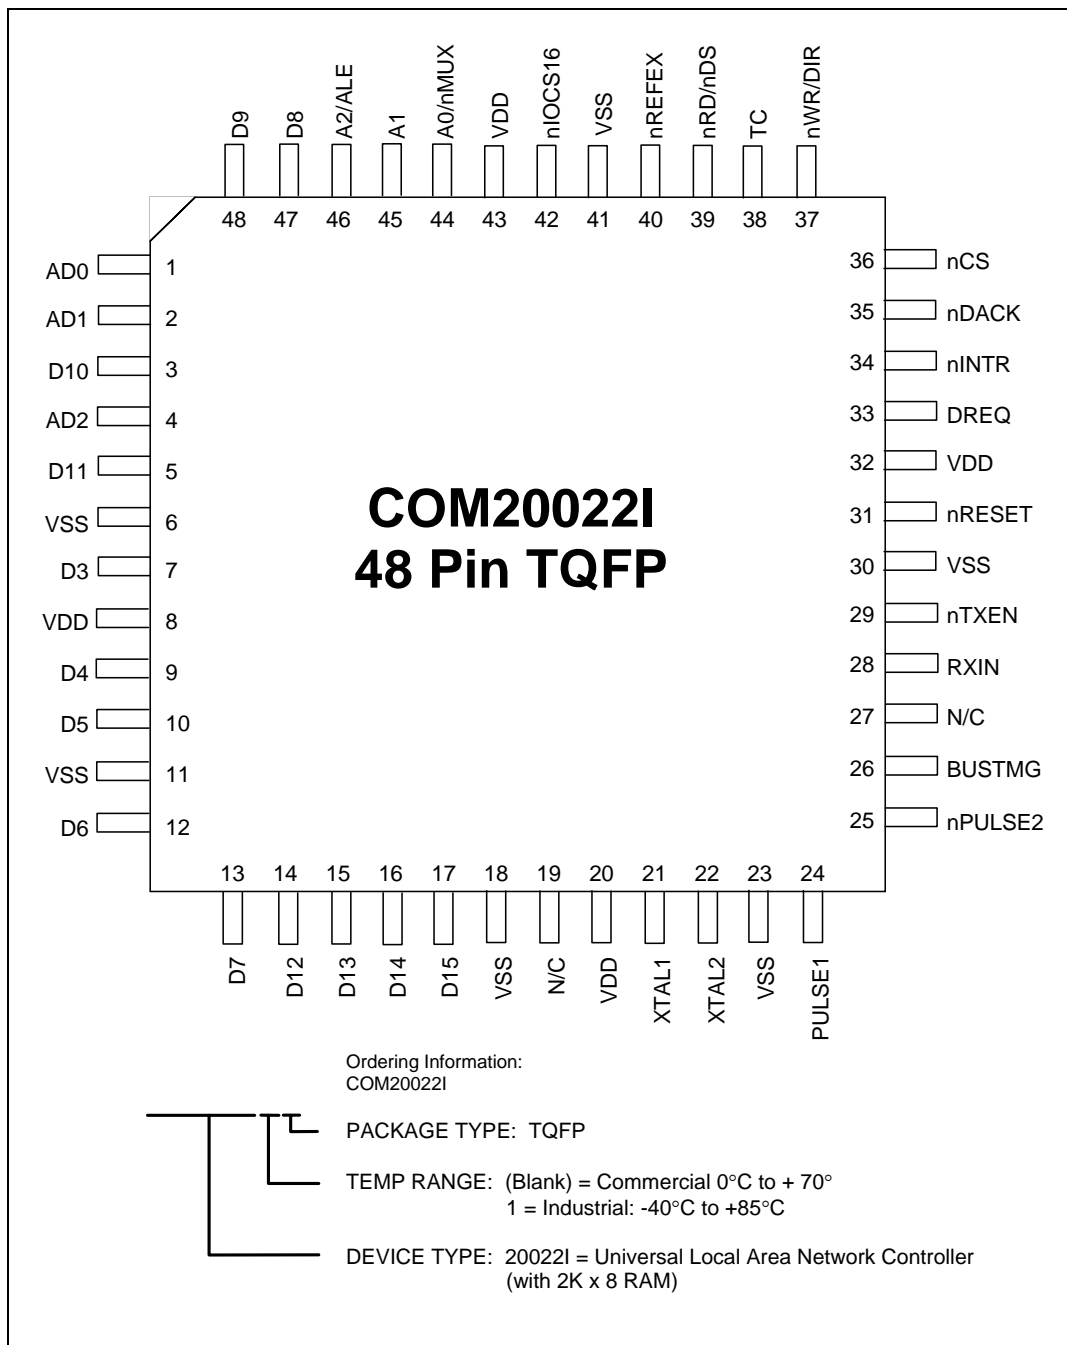 D9
D8
A2/ALE
A1
A0/nMUX
VDD
nIOCS16
VSS
nREFEX
nRD/nDS
TC
nWR/DIR
48 47 46 45 44 43 42 41 40 39 38 37
AD0 1
AD1 2
D10 3
AD2 4
D11 5
VSS 6
D3 7
VDD 8
D4 9
D5 10
VSS 11
D6 12
COM20022I
48 Pin TQFP
36 nCS
35 nDACK
34 nINTR
33 DREQ
32 VDD
31 nRESET
30 VSS
29 nTXEN
28 RXIN
27 N/C
26 BUSTMG
25 nPULSE2
13 14 15 16 17 18 19 20 21 22 23 24
D7
D12
D13
D14
D15
VSS
N/C
VDD
XTAL1
XTAL2
VSS
PULSE1
Ordering Information:
COM20022I
PACKAGE TYPE: TQFP
TEMP RANGE: (Blank) = Commercial 0°C to + 70°
1 = Industrial: -40°C to +85°C
DEVICE TYPE: 20022I = Universal Local Area Network Controller
(with 2K x 8 RAM)